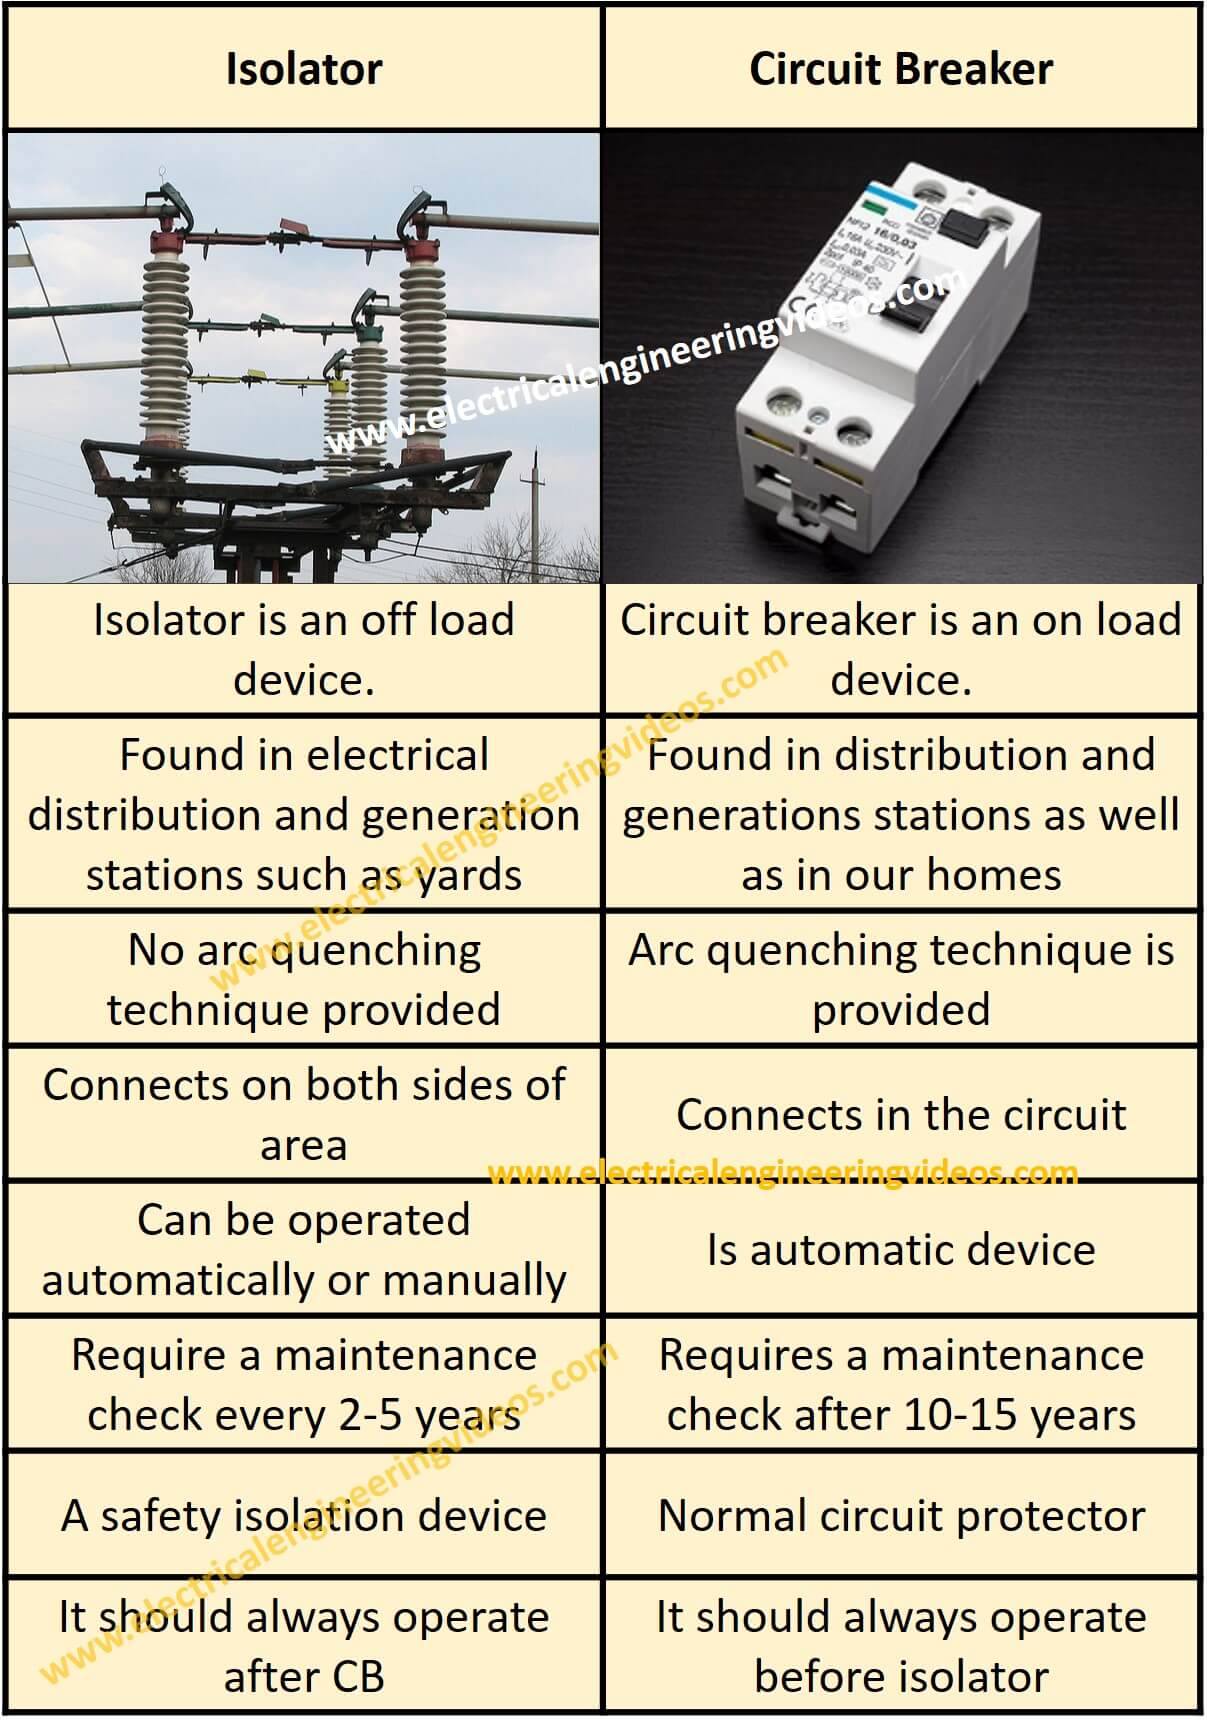 Isolator
Circuit Breaker
NFI2 16/0,03
www.electricalengineeringvideos.com
Isolator is an off load
device.
Circuit breaker is an on load
device.
www.electricalengineeringvideos.com
Found in electrical
distribution and generation
stations such as yards
Found in distribution and
generations stations as well
as in our homes
No arc quenching
technique provided
Arc quenching technique is
provided
Connects on both sides of
area
Connects in the circuit
www.electricalengineeringvideos.com
Can be operated
automatically or manually
Is automatic device
Require a maintenance
check every 2-5 years
Requires a maintenance
check after 10-15 years
www.electricalengineeringvideos.com
A safety isolation device
Normal circuit protector
It should always operate
after CB
It should always operate
before isolator